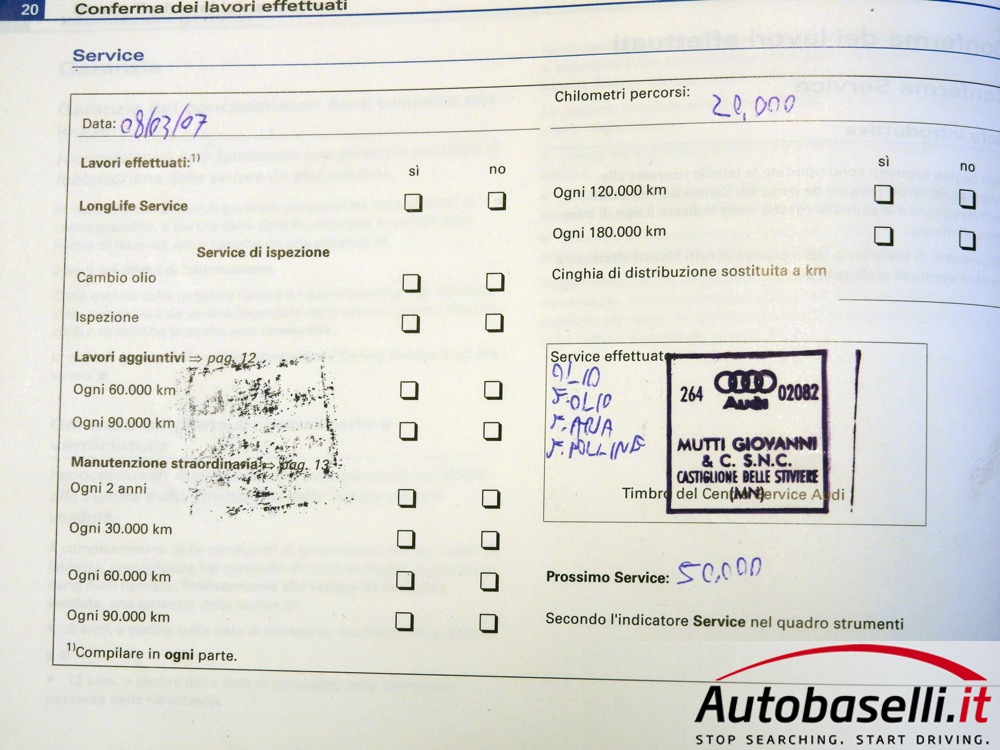 20 Conferma dei lavori effettuati
Service
Data: 08/03/07
Lavori effettuati:1)
sì no
LongLife Service
Service di ispezione
Cambio olio
Ispezione
Lavori aggiuntivi ⇒ pag. 12
Ogni 60.000 km
Ogni 90.000 km
Manutenzione straordinaria ⇒ pag. 13
Ogni 2 anni
Ogni 30.000 km
Ogni 60.000 km
Ogni 90.000 km
1)Compilare in ogni parte.
Chilometri percorsi: 20,000
sì no
Ogni 120.000 km
Ogni 180.000 km
Cinghia di distribuzione sostituita a km
Service effettuato:
OLIO
F. OLIO
F. ARIA
F. POLLINE
264 Audi 02082
MUTTI GIOVANNI
& C. S.N.C.
CASTIGLIONE DELLE STIVIERE
(MN)
Timbro del Centro Service Audi
Prossimo Service: 50,000
Secondo l'indicatore Service nel quadro strumenti
Autobaselli.it
STOP SEARCHING. START DRIVING.